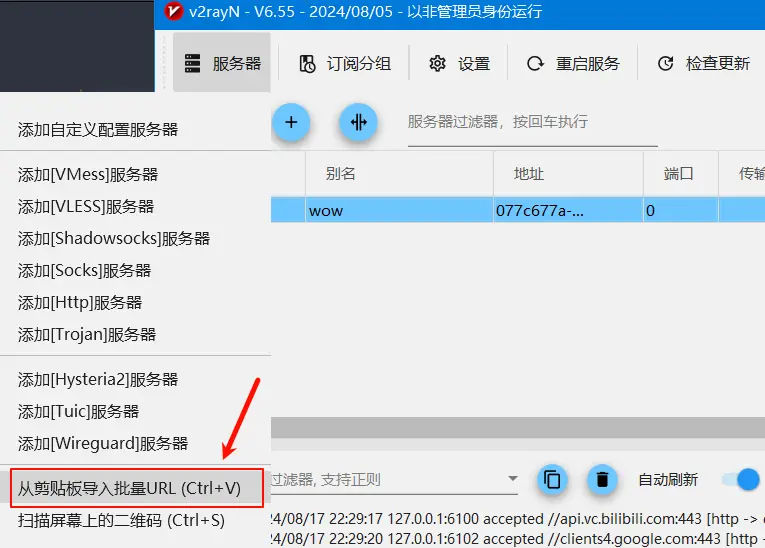 v2rayN - V6.55 - 2024/08/05 - 以非管理员身份运行
服务器 订阅分组 设置 重启服务 检查更新
服务器过滤器，按回车执行
别名 地址 端口 传输
wow 077c677a-... 0
添加自定义配置服务器
添加[VMess]服务器
添加[VLESS]服务器
添加[Shadowsocks]服务器
添加[Socks]服务器
添加[Http]服务器
添加[Trojan]服务器
添加[Hysteria2]服务器
添加[Tuic]服务器
添加[Wireguard]服务器
从剪贴板导入批量URL (Ctrl+V)
扫描屏幕上的二维码 (Ctrl+S)
过滤器, 支持正则 自动刷新
24/08/17 22:29:17 127.0.0.1:6100 accepted //api.vc.bilibili.com:443 [http ->
24/08/17 22:29:20 127.0.0.1:6102 accepted //clients4.google.com:443 [http -